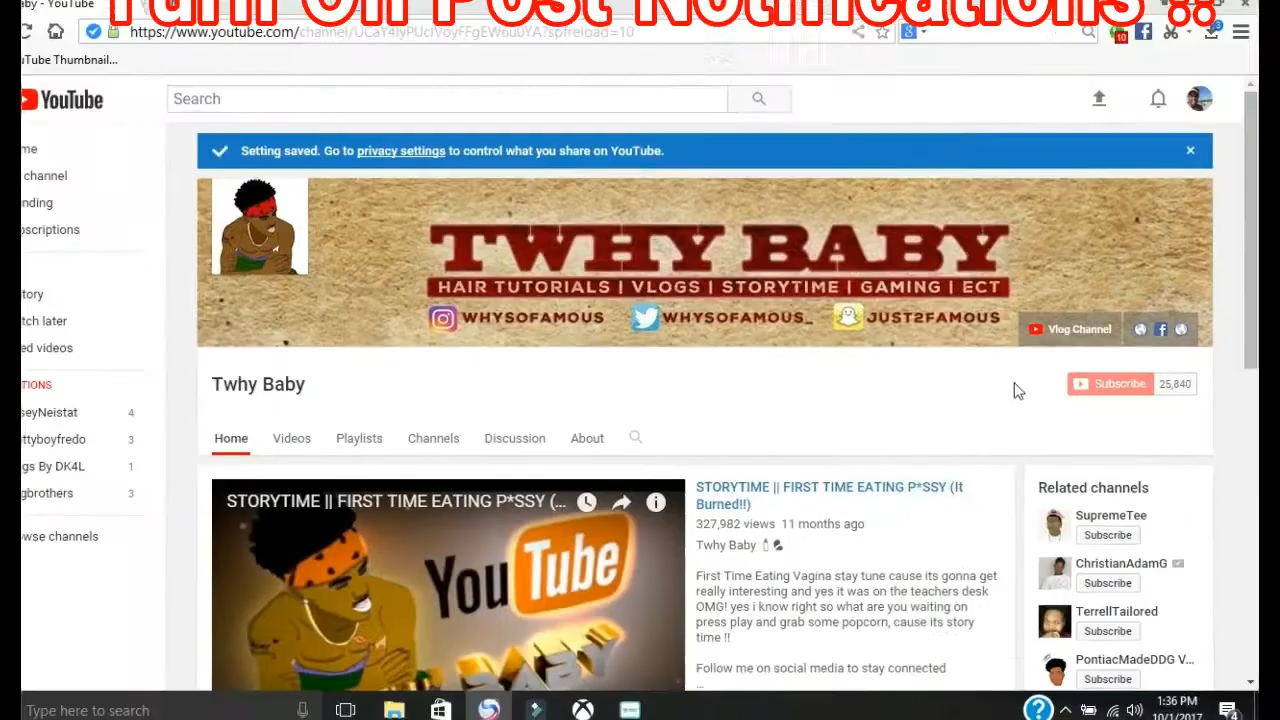 Turn On Post Notifications !!
aby - YouTube
https://www.youtube.com/channel/UCaY4lyPUcIVoyFFgEW6u0YA?spfreload=10
10
3
uTube Thumbnail...
YouTube
Search
me
channel
nding
bscriptions
tory
tch later
ed videos
TIONS
seyNeistat 4
ttyboyfredo 3
gs By DK4L 1
gbrothers 3
owse channels
Setting saved. Go to privacy settings to control what you share on YouTube.
TWHY BABY
HAIR TUTORIALS | VLOGS | STORYTIME | GAMING | ECT
WHYSOFAMOUS WHYSOFAMOUS_ JUST2FAMOUS
Vlog Channel
Twhy Baby
Subscribe 25,840
Home Videos Playlists Channels Discussion About
STORYTIME || FIRST TIME EATING P*SSY (...
YouTube
STORYTIME || FIRST TIME EATING P*SSY (It
Burned!!)
327,982 views 11 months ago
Twhy Baby
First Time Eating Vagina stay tune cause its gonna get
really interesting and yes it was on the teachers desk
OMG! yes i know right so what are you waiting on
press play and grab some popcorn, cause its story
time !!
Follow me on social media to stay connected
...
Related channels
SupremeTee
Subscribe
ChristianAdamG
Subscribe
TerrellTailored
Subscribe
PontiacMadeDDG V...
Subscribe
Type here to search
1:36 PM
10/1/2017
4